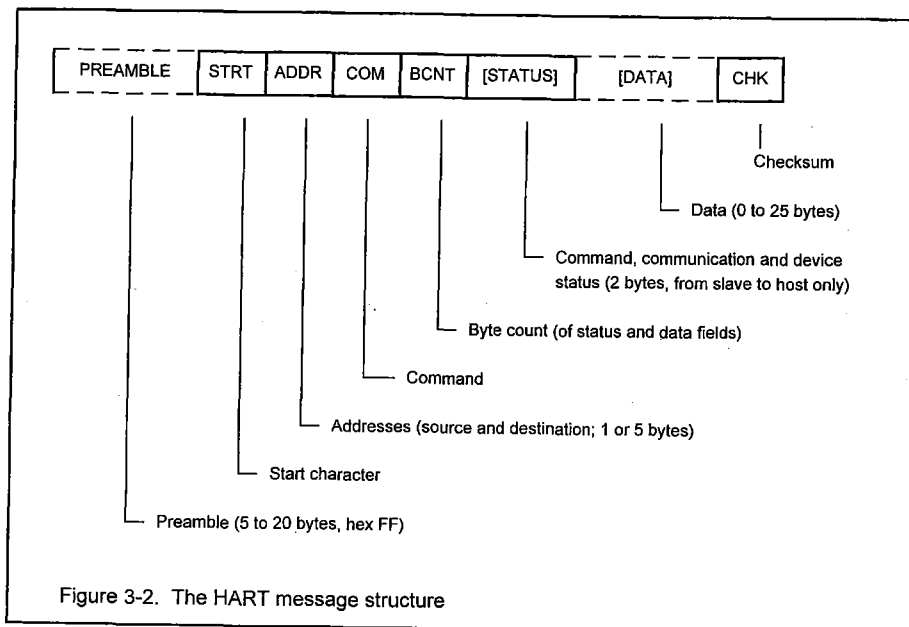 PREAMBLE STRT ADDR COM BCNT [STATUS] [DATA] CHK
Checksum
Data (0 to 25 bytes)
Command, communication and device
status (2 bytes, from slave to host only)
Byte count (of status and data fields)
Command
Addresses (source and destination; 1 or 5 bytes)
Start character
Preamble (5 to 20 bytes, hex FF)
Figure 3-2. The HART message structure